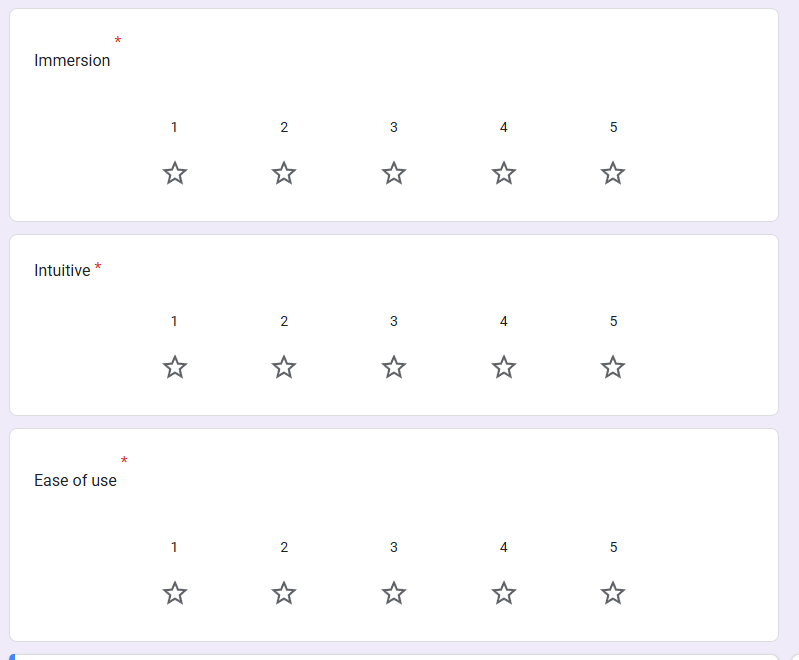 Immersion *
1 2 3 4 5
Intuitive *
1 2 3 4 5
Ease of use *
1 2 3 4 5